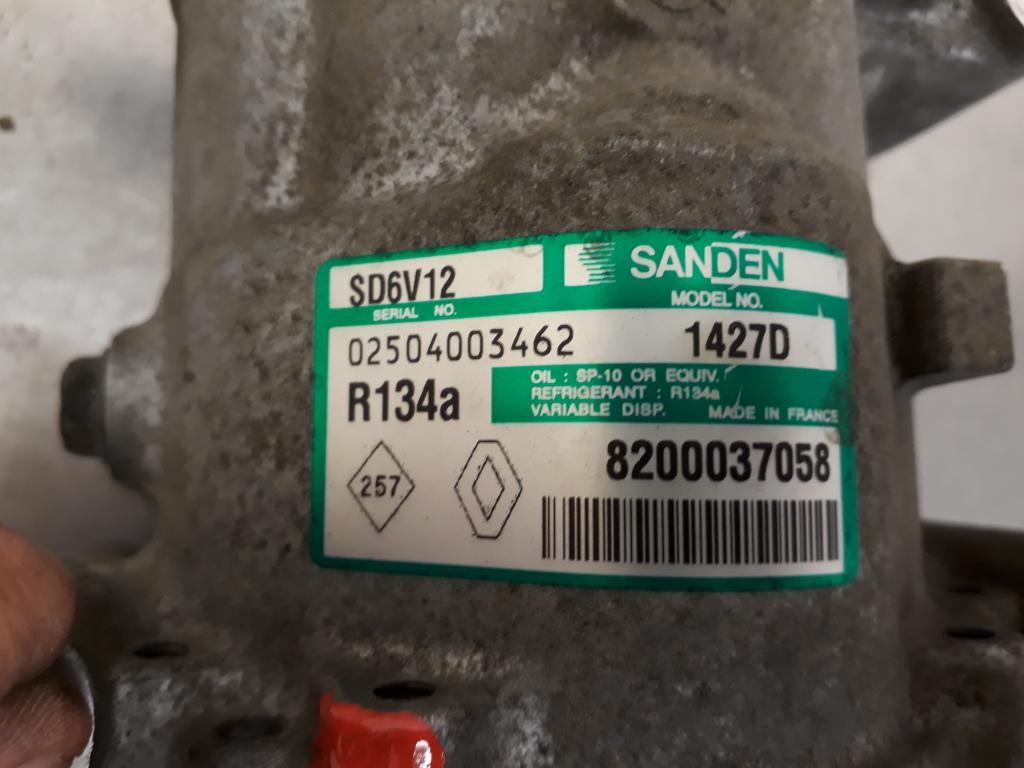 SD6V12
SANDEN
SERIAL NO.
MODEL NO.
02504003462
1427D
R134a
OIL : SP-10 OR EQUIV.
REFRIGERANT : R134a
VARIABLE DISP. MADE IN FRANCE
257
8200037058